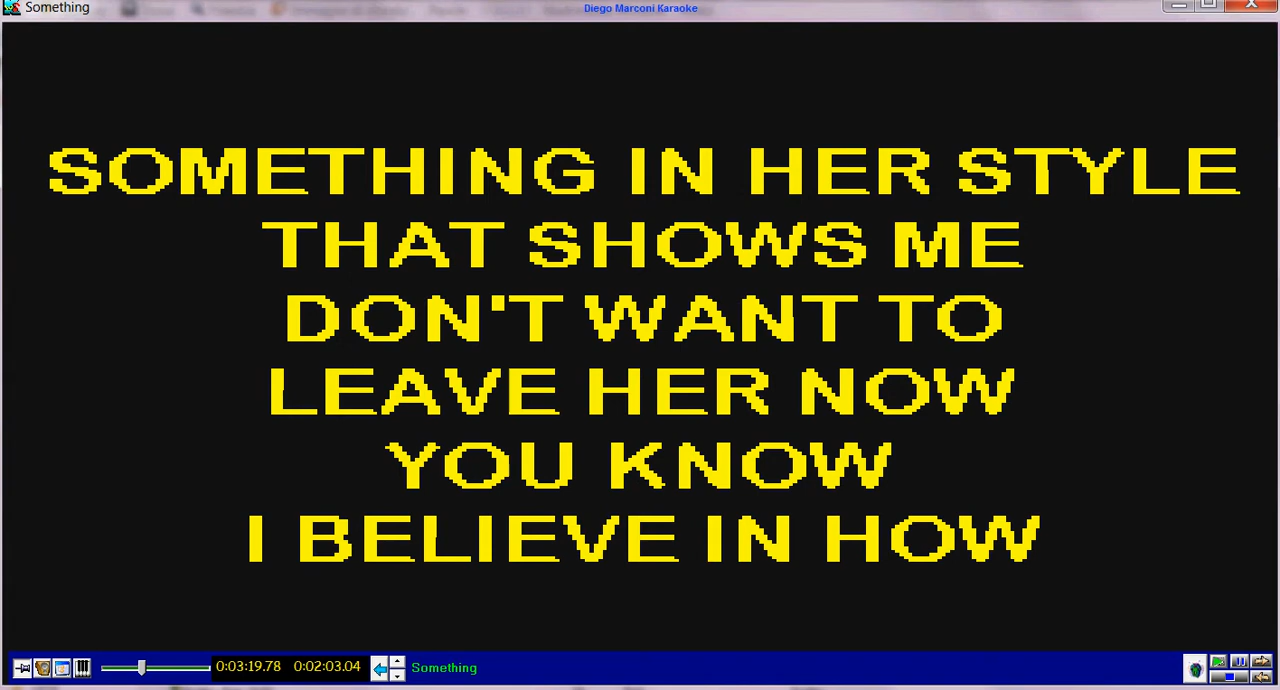 Something
Diego Marconi Karaoke
SOMETHING IN HER STYLE
THAT SHOWS ME
DON'T WANT TO
LEAVE HER NOW
YOU KNOW
I BELIEVE IN HOW
0:03:19.78 0:02:03.04 Something